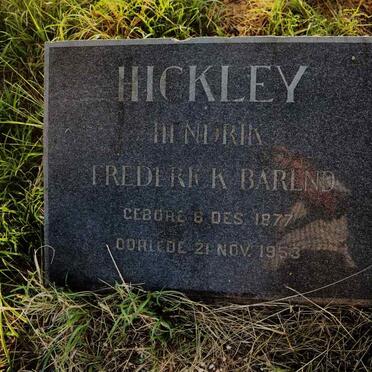 HICKLEY
HENDRIK
FREDERICK BAREND
GEBORE 8 DES. 1877
OORLEDE 21 NOV. 1953